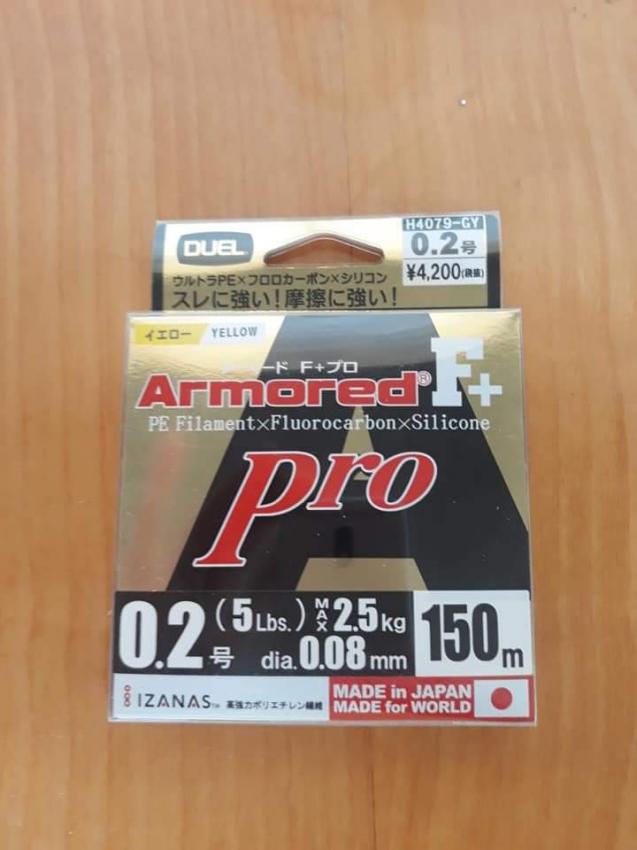 DUEL
H4079-GY
0.2号
¥4,200(税抜)
ウルトラPE×フロロカーボン×シリコン
スレに強い!摩擦に強い!
イエロー YELLOW
ード F+プロ
Armored® F+
PE Filament×Fluorocarbon×Silicone
Pro
0.2号 (5Lbs.) MAX 2.5kg
dia.0.08mm
150m
IZANAS™ 高強力ポリエチレン繊維
MADE in JAPAN
MADE for WORLD